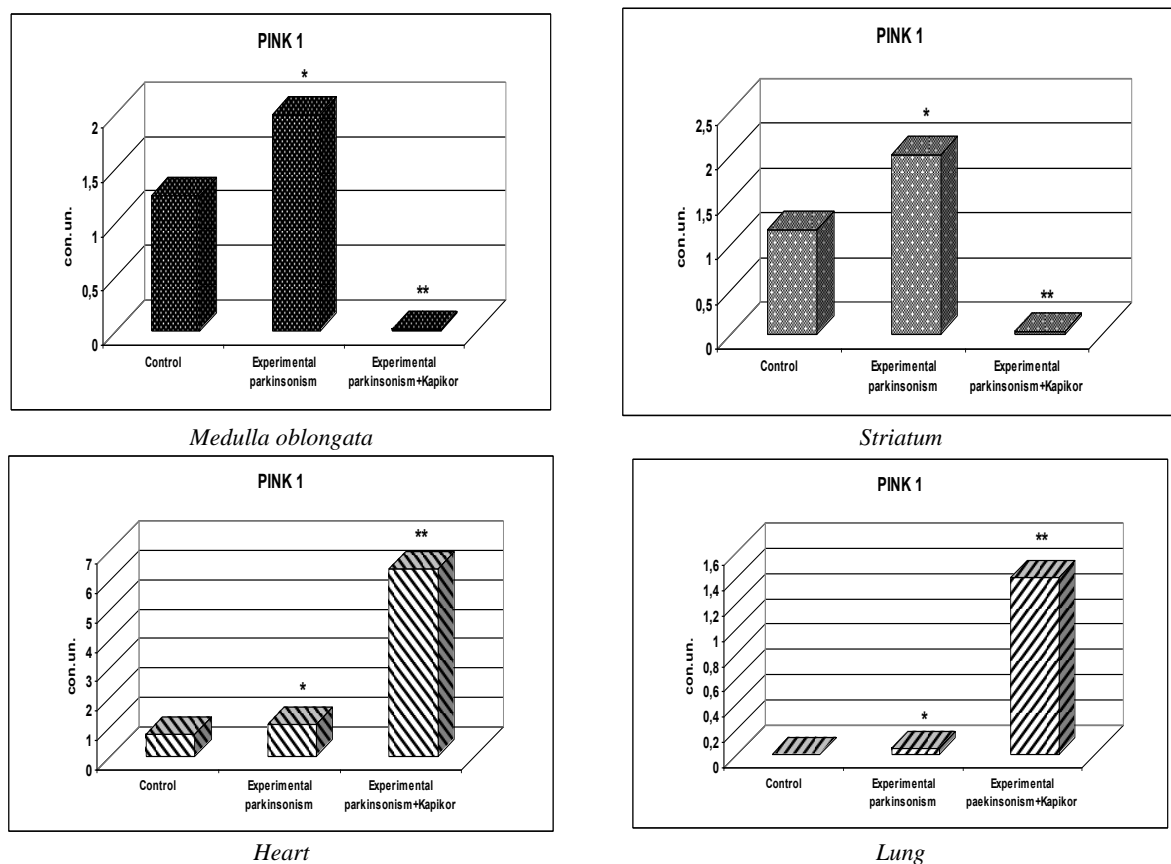 PINK 1
*
**
con.un.
2
1,5
1
0,5
0
Control
Experimental
parkinsonism
Experimental
parkinsonism+Kapikor
Medulla oblongata
PINK 1
*
**
2,5
2
1,5
1
0,5
0
con.un.
Control
Experimental
parkinsonism
Experimental
parkinsonism+Kapikor
Striatum
PINK 1
*
**
7
6
5
4
3
2
1
0
con.un.
Control
Experimental
parkinsonism
Experimental
parkinsonism+Kapikor
Heart
PINK 1
*
**
1,6
1,4
1,2
1
0,8
0,6
0,4
0,2
0
con.un.
Control
Experimental
parkinsonism
Experimental
paekinsonism+Kapikor
Lung